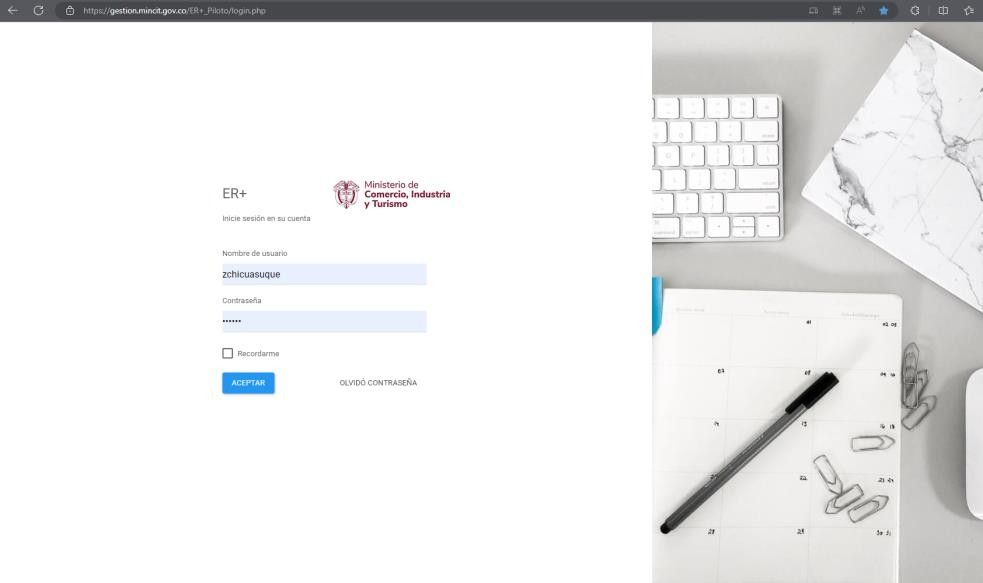 https://gestion.mincit.gov.co/ER+_Piloto/login.php
ER+
Ministerio de
Comercio, Industria
y Turismo
Inicie sesión en su cuenta
Nombre de usuario
zchicuasuque
Contraseña
••••••
Recordarme
ACEPTAR
OLVIDÓ CONTRASEÑA